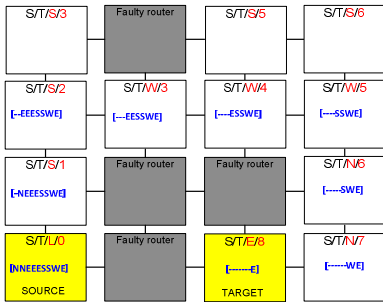 S/T/S/3
Faulty router
S/T/S/5
S/T/S/6
S/T/S/2
[--EEESSWE]
S/T/W/3
[---EESSWE]
S/T/W/4
[----ESSWE]
S/T/W/5
[----SSWE]
S/T/S/1
[-NEEESSWE]
Faulty router
Faulty router
S/T/N/6
[-----SWE]
S/T/L/0
[NNEEESSWE]
SOURCE
Faulty router
S/T/E/8
[-------E]
TARGET
S/T/N/7
[------WE]